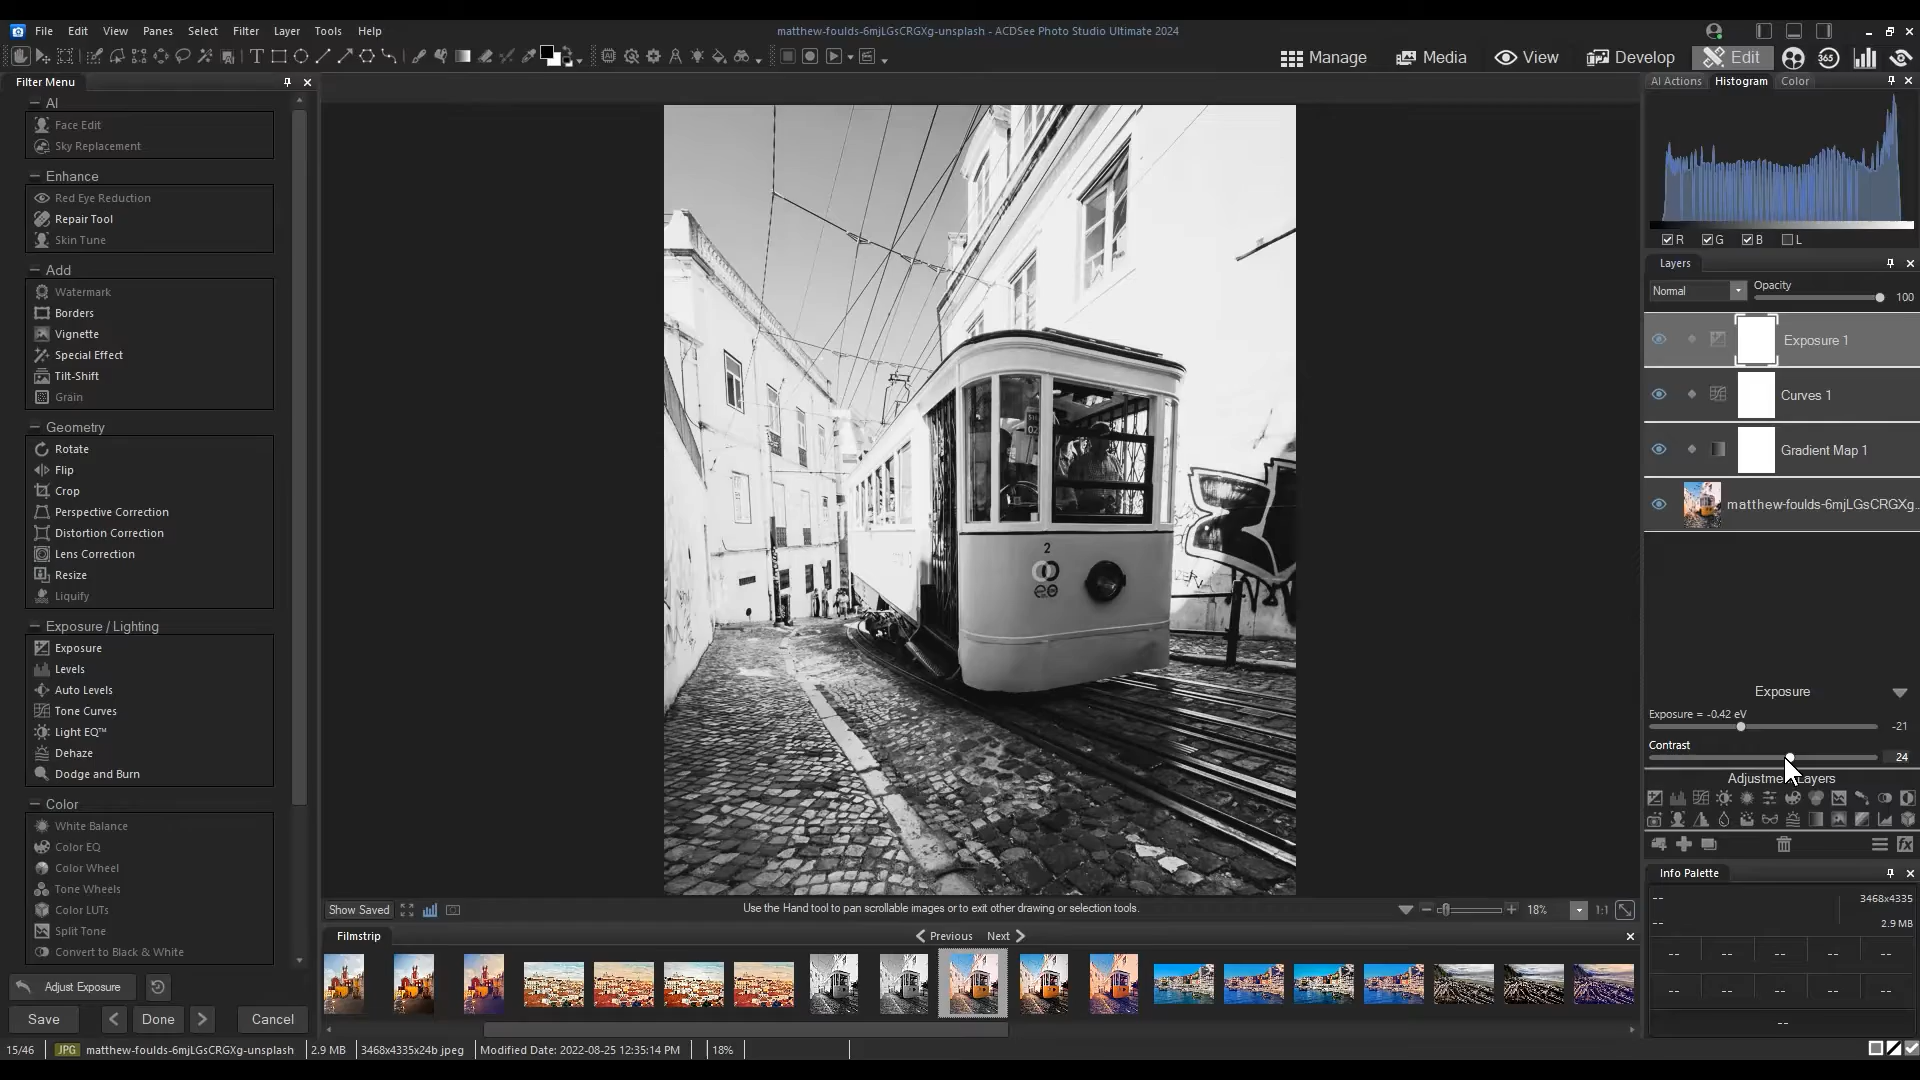 matthew-foulds-6mjLGsCRGXg-unsplash - ACDSee Photo Studio Ultimate 2024
File Edit View Panes Select Filter Layer Tools Help
Manage Media View Develop Edit 365
Filter Menu
AI
Face Edit
Sky Replacement
Enhance
Red Eye Reduction
Repair Tool
Skin Tune
Add
Watermark
Borders
Vignette
Special Effect
Tilt-Shift
Grain
Geometry
Rotate
Flip
Crop
Perspective Correction
Distortion Correction
Lens Correction
Resize
Liquify
Exposure / Lighting
Exposure
Levels
Auto Levels
Tone Curves
Light EQ™
Dehaze
Dodge and Burn
Color
White Balance
Color EQ
Color Wheel
Tone Wheels
Color LUTs
Split Tone
Convert to Black & White
Adjust Exposure
Save Done Cancel
02
2
AI Actions Histogram Color
R G B L
Layers
Normal Opacity 100
Exposure 1
Curves 1
Gradient Map 1
matthew-foulds-6mjLGsCRGXg...
Exposure
Exposure = -0.42 eV
-21
Contrast
24
Adjustme Layers
Info Palette
-- 3468x4335
-- 2.9 MB
-- -- -- -- --
-- -- -- -- --
--
Show Saved
Use the Hand tool to pan scrollable images or to exit other drawing or selection tools.
18% 1:1
Filmstrip Previous Next
15/46 JPG matthew-foulds-6mjLGsCRGXg-unsplash 2.9 MB 3468x4335x24b jpeg Modified Date: 2022-08-25 12:35:14 PM 18%